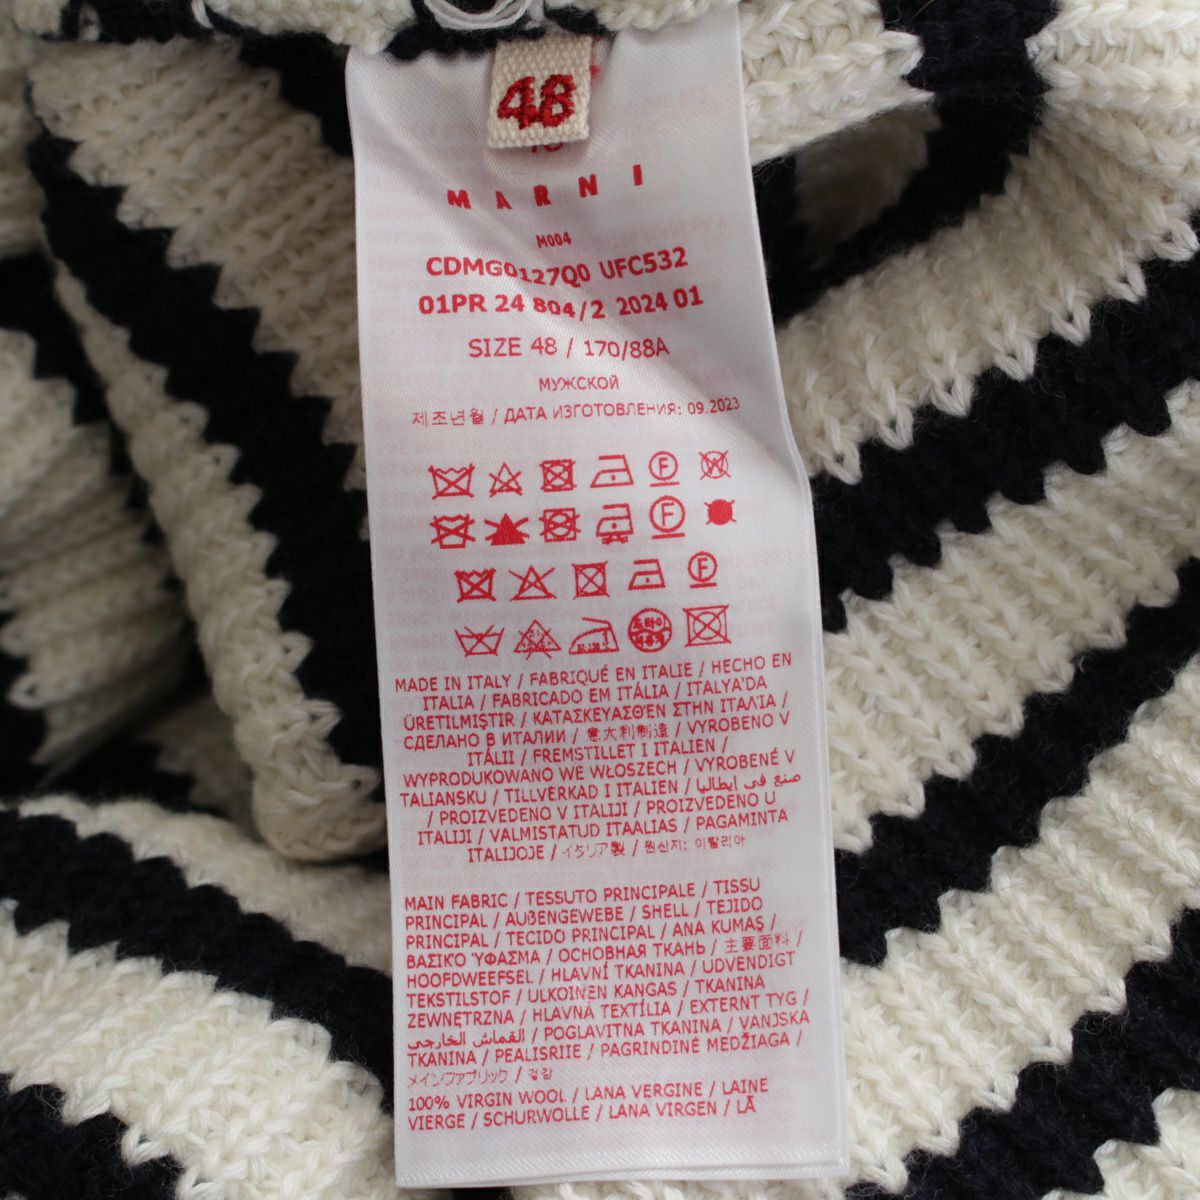 48
MARNI
M004
CDMG0127Q0 UFC532
01PR 24 804/2 2024 01
SIZE 48 / 170/88A
МУЖСКОЙ
제조년월 / ДАТА ИЗГОТОВЛЕНИЯ: 09.2023
F W
F
F
MADE IN ITALY / FABRIQUÉ EN ITALIE / HECHO EN
ITALIA / FABRICADO EM ITÁLIA / ITALYA'DA
ÜRETILMIŞTIR / ΚΑΤΑΣΚΕΥΑΣΘΈΝ ΣΤΗΝ ΙΤΑΛΊΑ /
СДЕЛАНО В ИТАЛИИ / 意大利制造 / VYROBENO V
ITÁLII / FREMSTILLET I ITALIEN /
WYPRODUKOWANO WE WŁOSZECH / VYROBENÉ V
TALIANSKU / TILLVERKAD I ITALIEN / صنع في إيطاليا
/ PROIZVEDENO V ITALIJI / PROIZVEDENO U
ITALIJI / VALMISTATUD ITAALIAS / PAGAMINTA
ITALIJOJE / イタリア製 / 원산지: 이탈리아
MAIN FABRIC / TESSUTO PRINCIPALE / TISSU
PRINCIPAL / AUßENGEWEBE / SHELL / TEJIDO
PRINCIPAL / TECIDO PRINCIPAL / ANA KUMAŞ /
ΒΑΣΙΚΌ ΎΦΑΣΜΑ / ОСНОВНАЯ ТКАНЬ / 主要面料 /
HOOFDWEEFSEL / HLAVNÍ TKANINA / UDVENDIGT
TEKSTILSTOF / ULKOINEN KANGAS / TKANINA
ZEWNĘTRZNA / HLAVNÁ TEXTÍLIA / EXTERNT TYG /
القماش الخارجي / POGLAVITNA TKANINA / VANJSKA
TKANINA / PEALISRIIE / PAGRINDINĖ MEDŽIAGA /
メインファブリック / 겉감
100% VIRGIN WOOL / LANA VERGINE / LAINE
VIERGE / SCHURWOLLE / LANA VIRGEN / LÃ